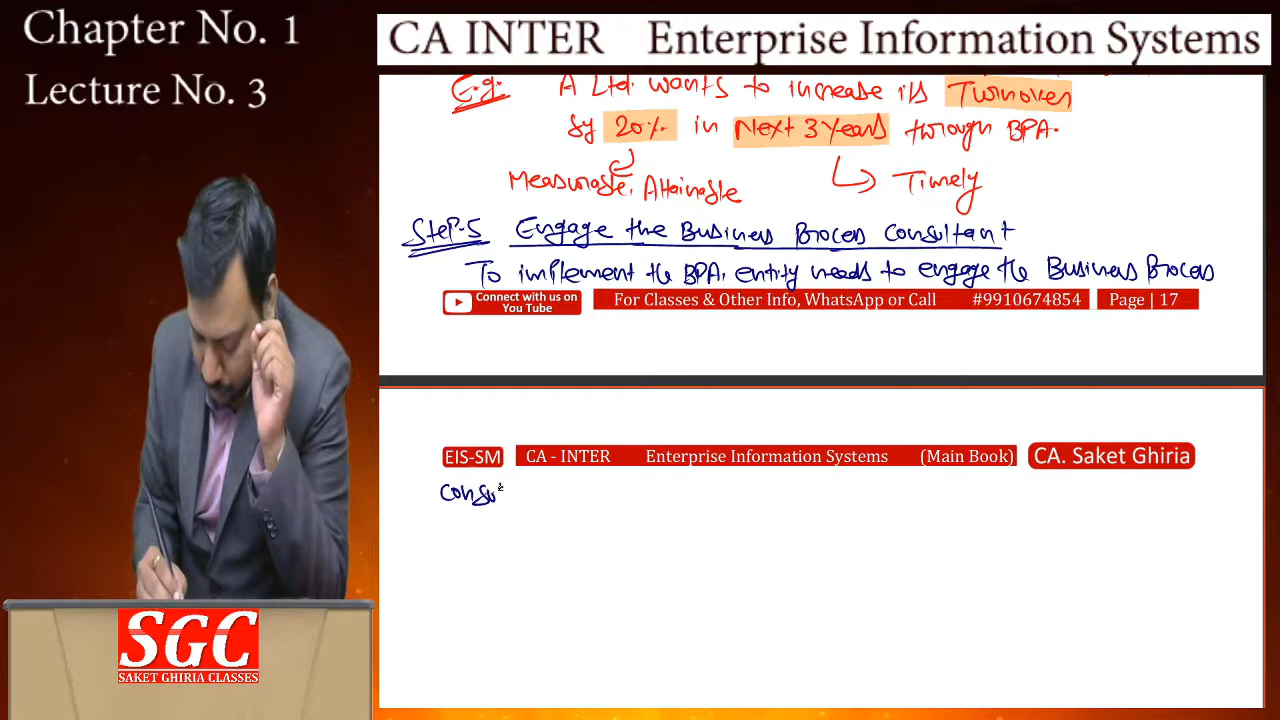 Chapter No. 1
Lecture No. 3
CA INTER Enterprise Information Systems
E.g: A Ltd. wants to increase its Turnover
by 20% in Next 3 Years through BPA.
Measurable, Attainable Timely
Step-5 Engage the Business Process Consultant
To implement the BPA, entity needs to engage the Business Process
Connect with us on
You Tube
For Classes & Other Info, WhatsApp or Call #9910674854 Page | 17
EIS-SM CA - INTER Enterprise Information Systems (Main Book) CA. Saket Ghiria
Consu
SGC
SAKET GHIRIA CLASSES